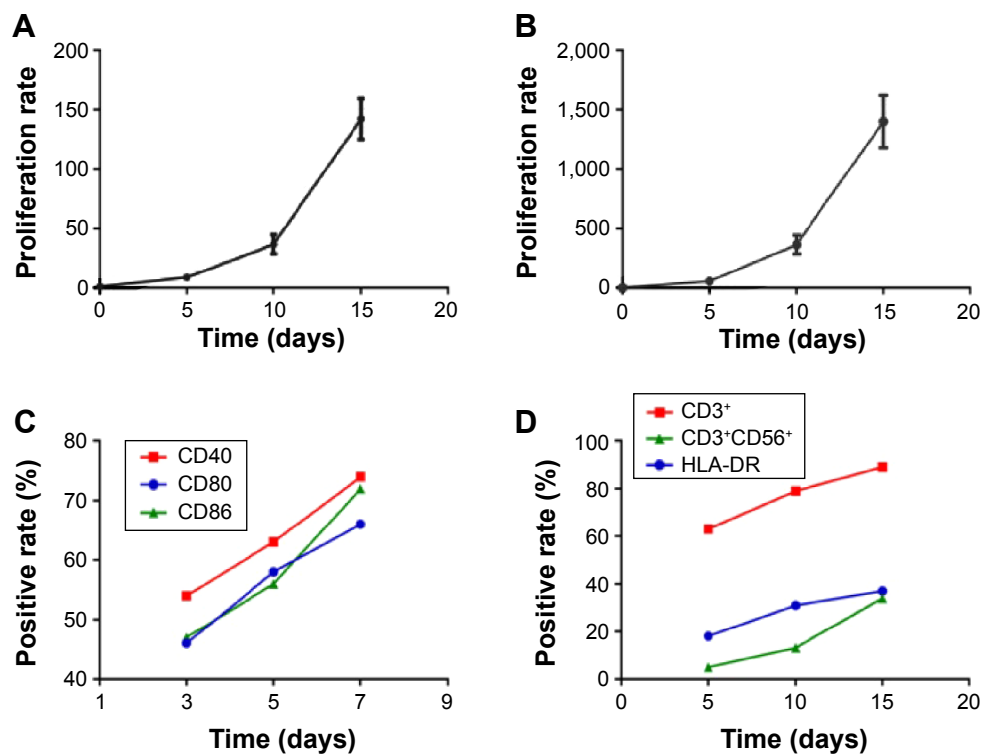 A
Proliferation rate
200
150
100
50
0
0 5 10 15 20
Time (days)
B
Proliferation rate
2,000
1,500
1,000
500
0
0 5 10 15 20
Time (days)
C
Positive rate (%)
80
70
60
50
40
1 3 5 7 9
Time (days)
CD40
CD80
CD86
D
Positive rate (%)
100
80
60
40
20
0
0 5 10 15 20
Time (days)
CD3⁺
CD3⁺CD56⁺
HLA-DR